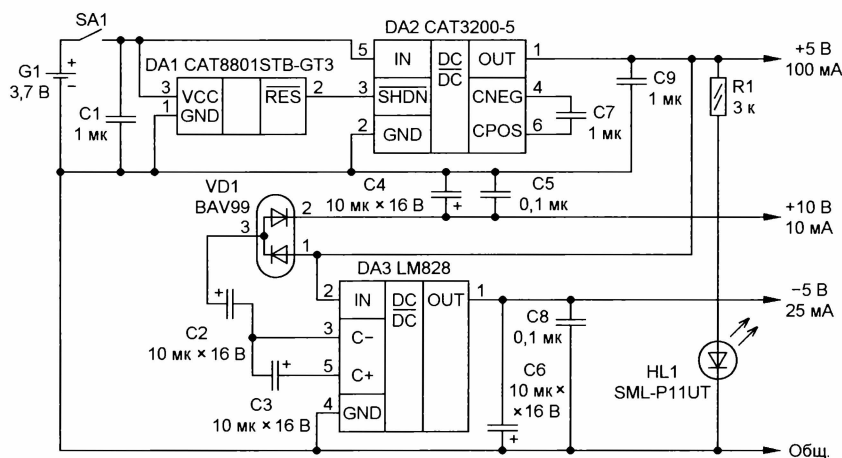 SA1
G1
+
−
3,7 В
C1
1 мк
DA1 CAT8801STB-GT3
3
VCC
1
GND
RES
2
DA2 CAT3200-5
5
IN
DC
DC
OUT
1
3
SHDN
CNEG
4
2
GND
CPOS
6
C7
1 мк
C9
1 мк
+5 В
100 мА
R1
3 к
VD1
BAV99
2
3
1
C4
10 мк × 16 В
+
C5
0,1 мк
+10 В
10 мА
DA3 LM828
2
IN
DC
DC
OUT
1
3
C−
5
C+
4
GND
+
C2
10 мк × 16 В
+
C3
10 мк × 16 В
C8
0,1 мк
C6
10 мк ×
× 16 В
+
−5 В
25 мА
HL1
SML-P11UT
Общ.